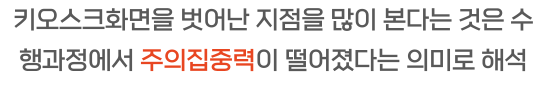 키오스크화면을 벗어난 지점을 많이 본다는 것은 수
행과정에서 주의집중력이 떨어졌다는 의미로 해석